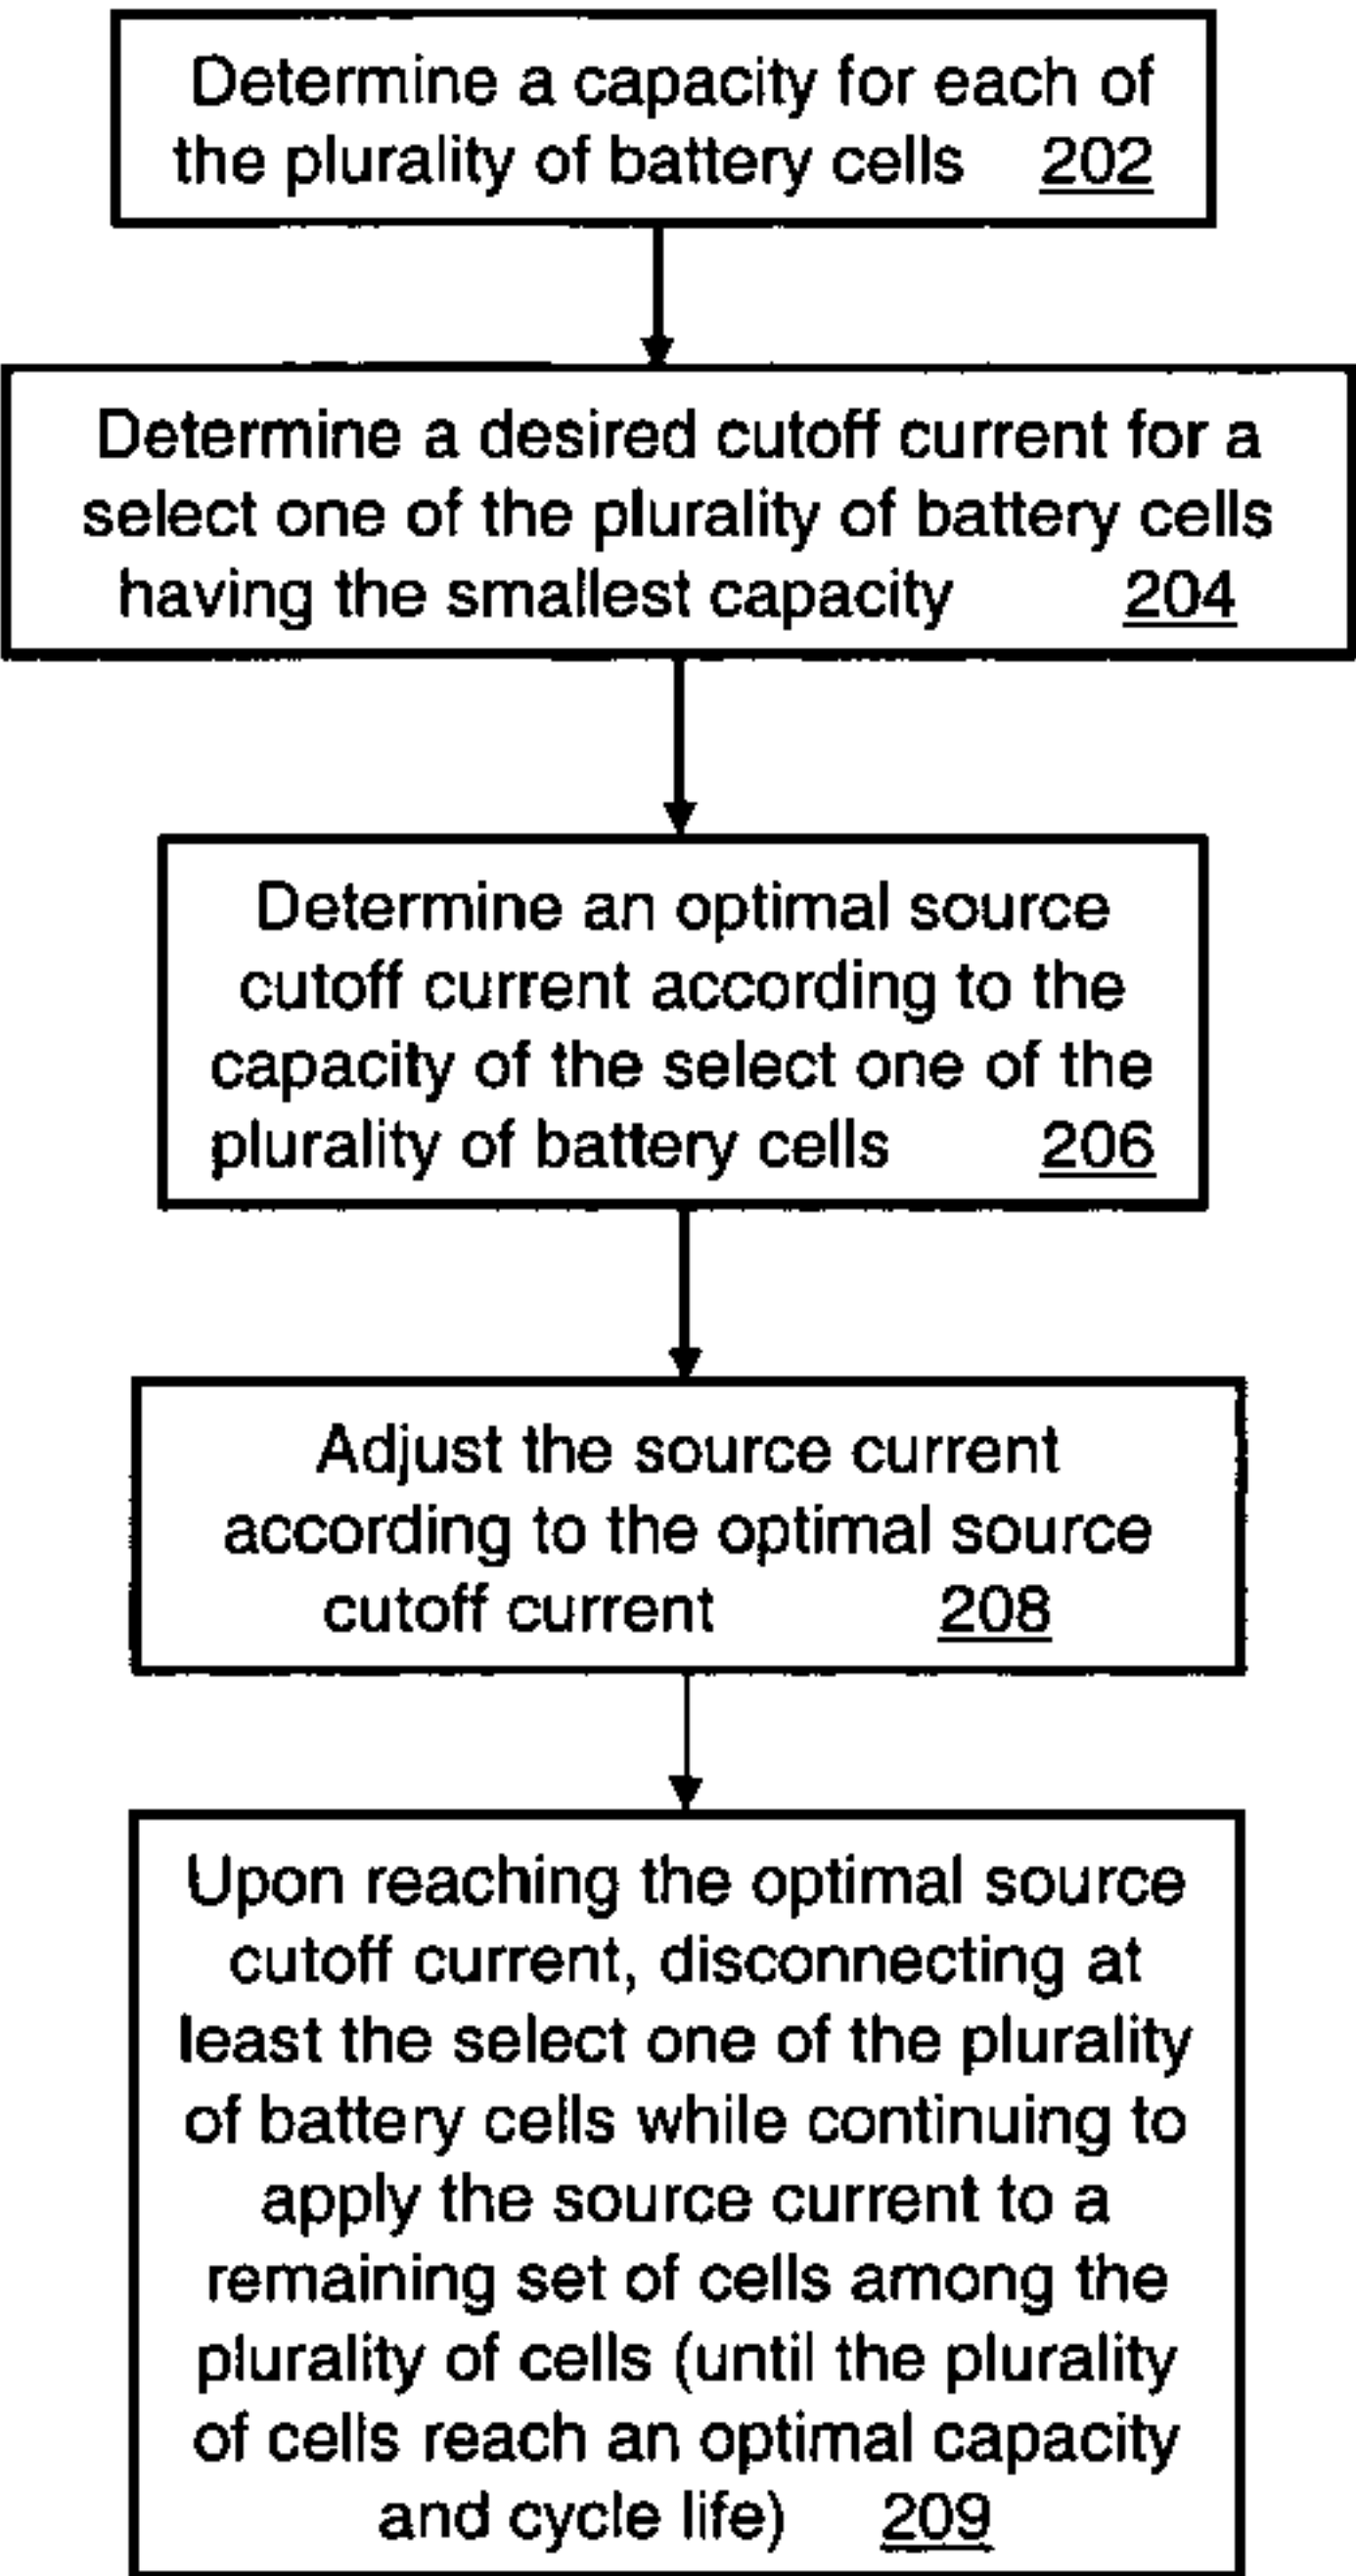 Determine a capacity for each of
the plurality of battery cells 202
Determine a desired cutoff current for a
select one of the plurality of battery cells
having the smallest capacity 204
Determine an optimal source
cutoff current according to the
capacity of the select one of the
plurality of battery cells 206
Adjust the source current
according to the optimal source
cutoff current 208
Upon reaching the optimal source
cutoff current, disconnecting at
least the select one of the plurality
of battery cells while continuing to
apply the source current to a
remaining set of cells among the
plurality of cells (until the plurality
of cells reach an optimal capacity
and cycle life) 209